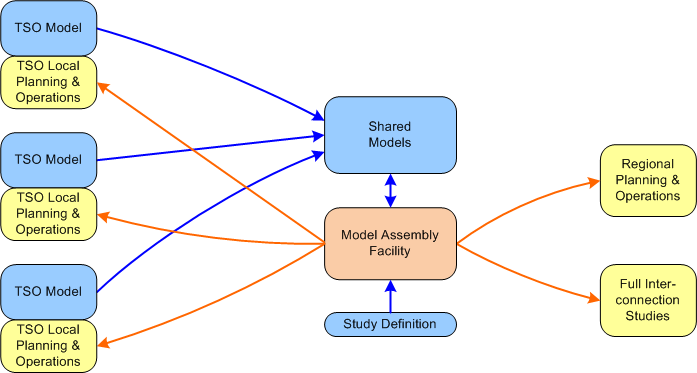 TSO Model
TSO Local
Planning &
Operations
TSO Model
TSO Local
Planning &
Operations
TSO Model
TSO Local
Planning &
Operations
Shared
Models
Model Assembly
Facility
Study Definition
Regional
Planning &
Operations
Full Inter-
connection
Studies